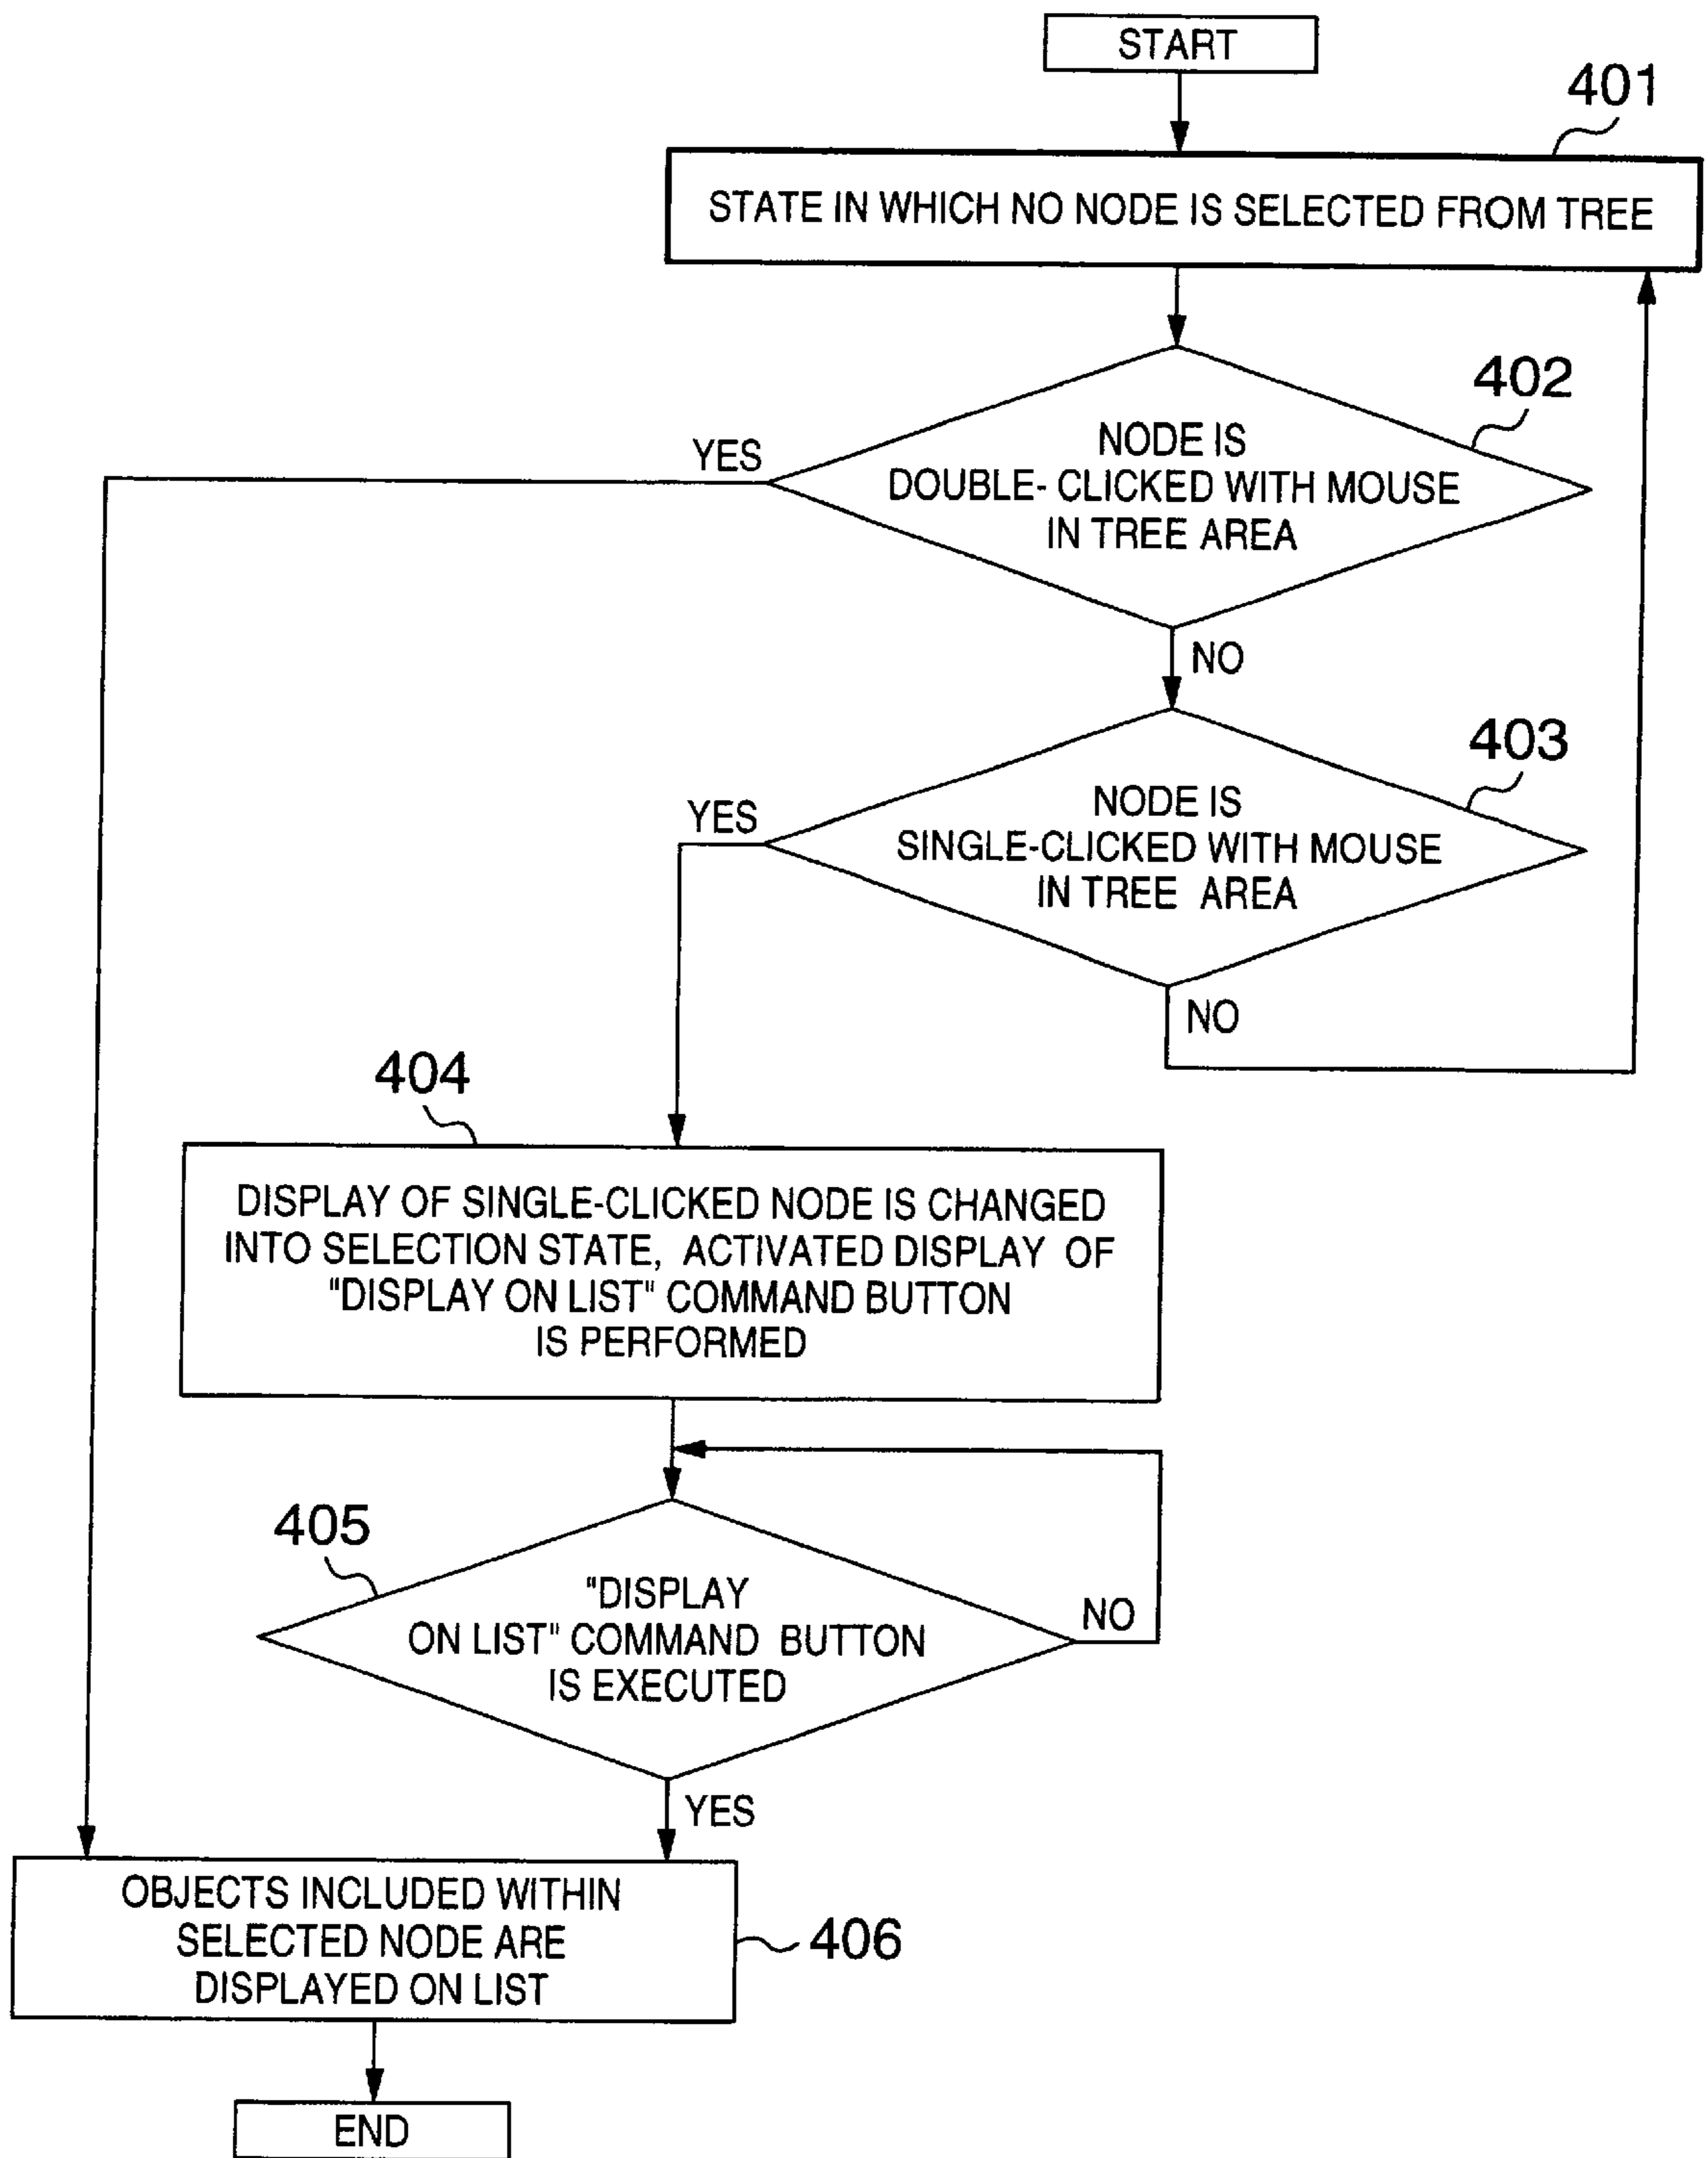 START
401
STATE IN WHICH NO NODE IS SELECTED FROM TREE
402
YES
NODE IS
DOUBLE- CLICKED WITH MOUSE
IN TREE AREA
NO
403
YES
NODE IS
SINGLE-CLICKED WITH MOUSE
IN TREE AREA
NO
404
DISPLAY OF SINGLE-CLICKED NODE IS CHANGED
INTO SELECTION STATE, ACTIVATED DISPLAY OF
"DISPLAY ON LIST" COMMAND BUTTON
IS PERFORMED
405
"DISPLAY
ON LIST" COMMAND BUTTON
IS EXECUTED
NO
YES
OBJECTS INCLUDED WITHIN
SELECTED NODE ARE
DISPLAYED ON LIST
406
END